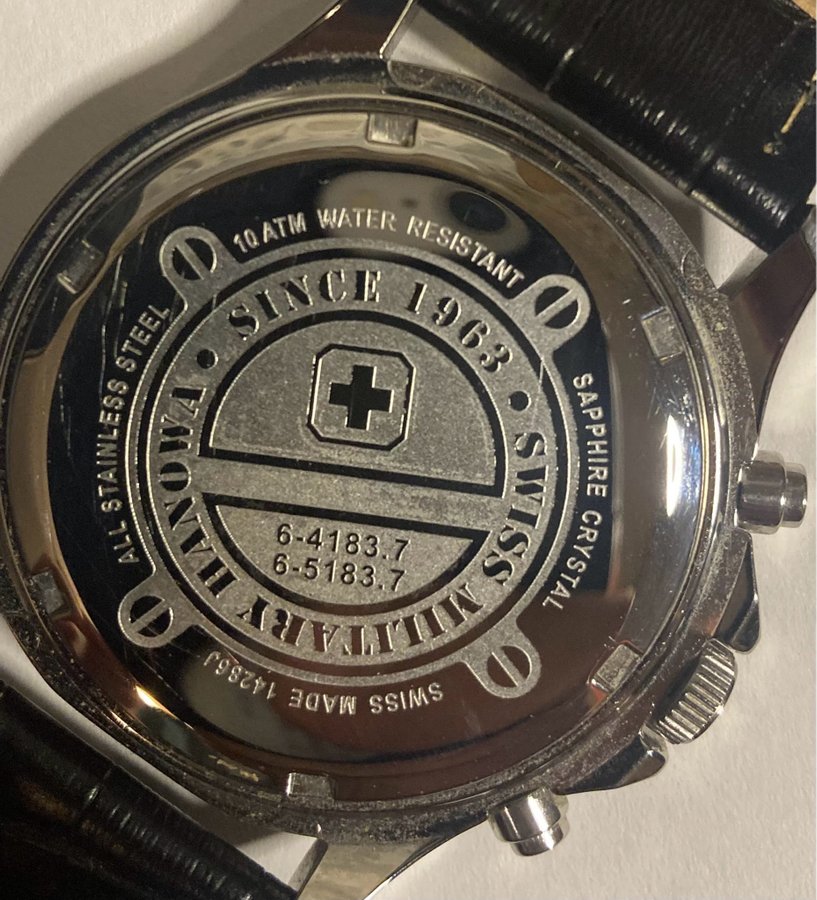 10 ATM WATER RESISTANT
SAPPHIRE CRYSTAL
SWISS MADE 14286J
ALL STAINLESS STEEL
SINCE 1963 • SWISS MILITARY HANOWA •
6-4183.7
6-5183.7